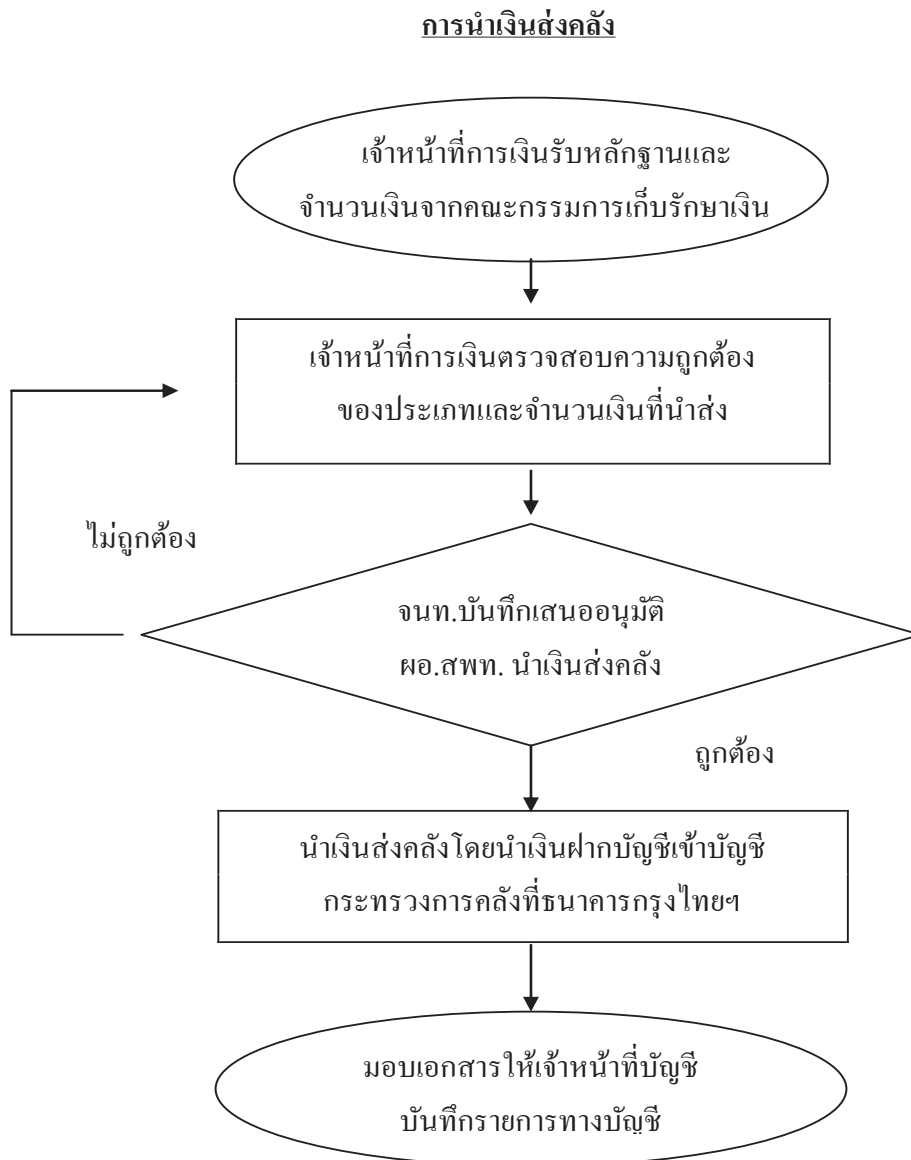 การนำเงินส่งคลัง
เจ้าหน้าที่การเงินรับหลักฐานและ
จำนวนเงินจากคณะกรรมการเก็บรักษาเงิน
เจ้าหน้าที่การเงินตรวจสอบความถูกต้อง
ของประเภทและจำนวนเงินที่นำส่ง
ไม่ถูกต้อง
จนท.บันทึกเสนออนุมัติ
ผอ.สพท. นำเงินส่งคลัง
ถูกต้อง
นำเงินส่งคลังโดยนำเงินฝากบัญชีเข้าบัญชี
กระทรวงการคลังที่ธนาคารกรุงไทยฯ
มอบเอกสารให้เจ้าหน้าที่บัญชี
บันทึกรายการทางบัญชี